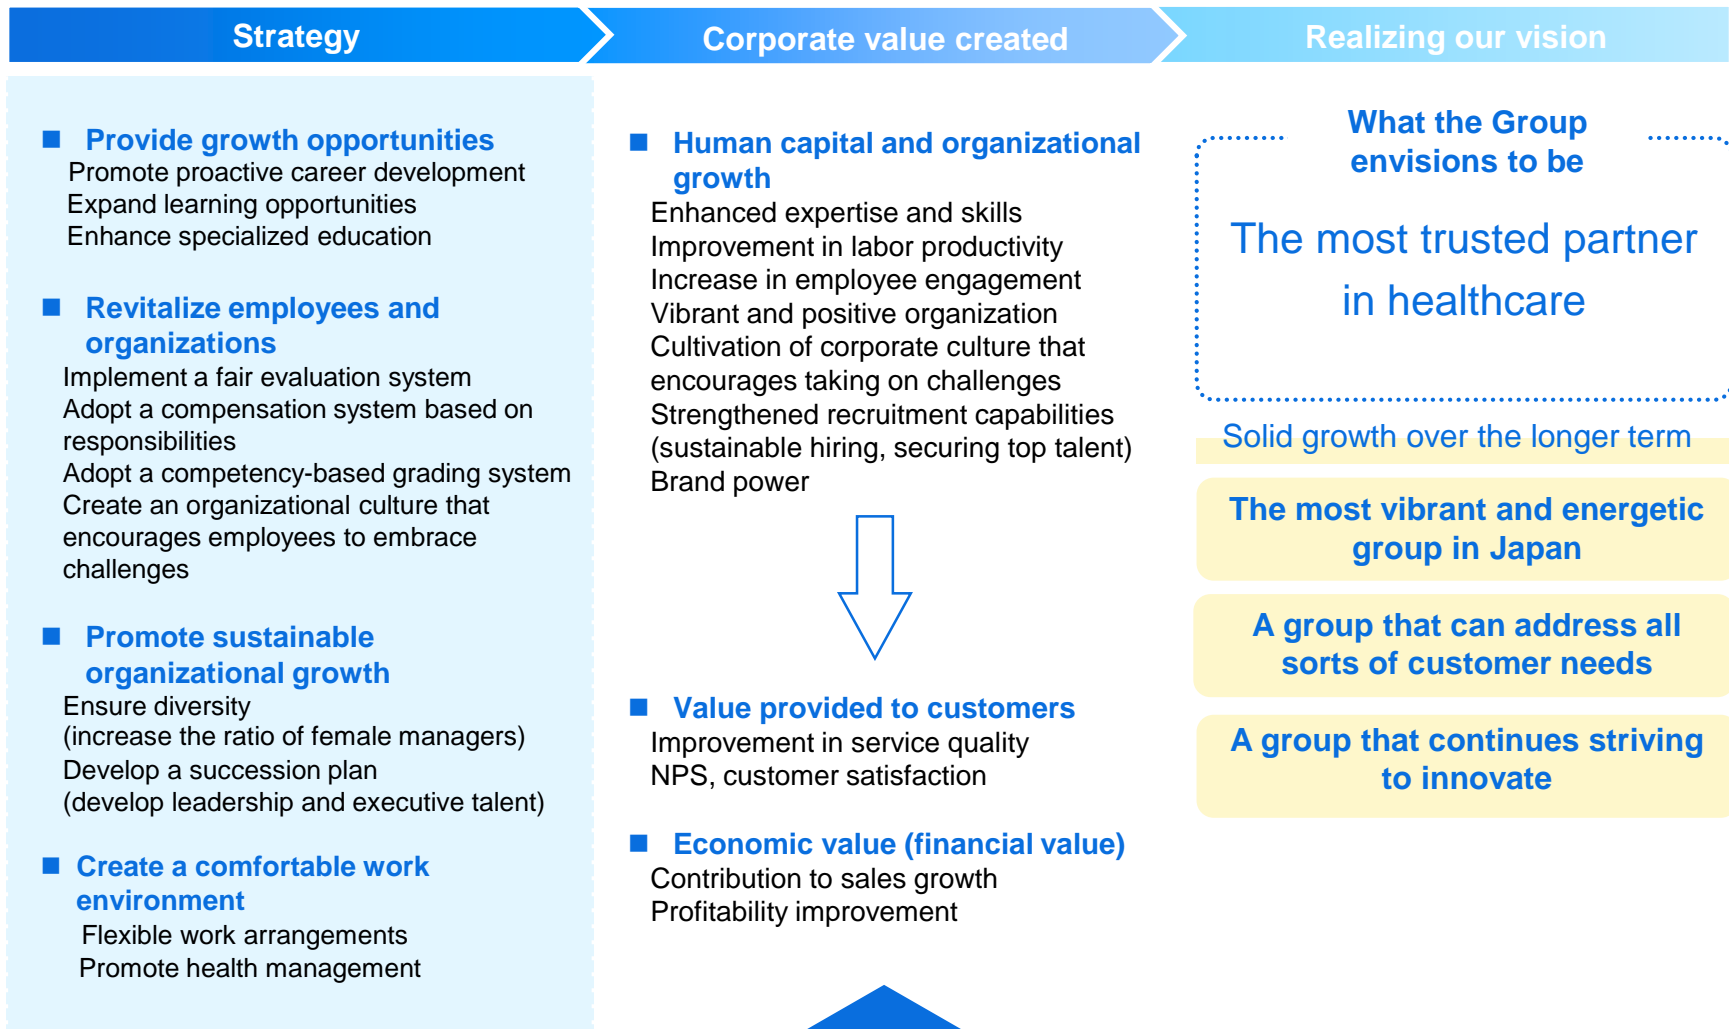 Strategy
Corporate value created
Realizing our vision
Provide growth opportunities
Promote proactive career development
Expand learning opportunities
Enhance specialized education
Revitalize employees and
organizations
Implement a fair evaluation system
Adopt a compensation system based on
responsibilities
Adopt a competency-based grading system
Create an organizational culture that
encourages employees to embrace
challenges
Promote sustainable
organizational growth
Ensure diversity
(increase the ratio of female managers)
Develop a succession plan
(develop leadership and executive talent)
Create a comfortable work
environment
Flexible work arrangements
Promote health management
Human capital and organizational
growth
Enhanced expertise and skills
Improvement in labor productivity
Increase in employee engagement
Vibrant and positive organization
Cultivation of corporate culture that
encourages taking on challenges
Strengthened recruitment capabilities
(sustainable hiring, securing top talent)
Brand power
Value provided to customers
Improvement in service quality
NPS, customer satisfaction
Economic value (financial value)
Contribution to sales growth
Profitability improvement
What the Group
envisions to be
The most trusted partner
in healthcare
Solid growth over the longer term
The most vibrant and energetic
group in Japan
A group that can address all
sorts of customer needs
A group that continues striving
to innovate